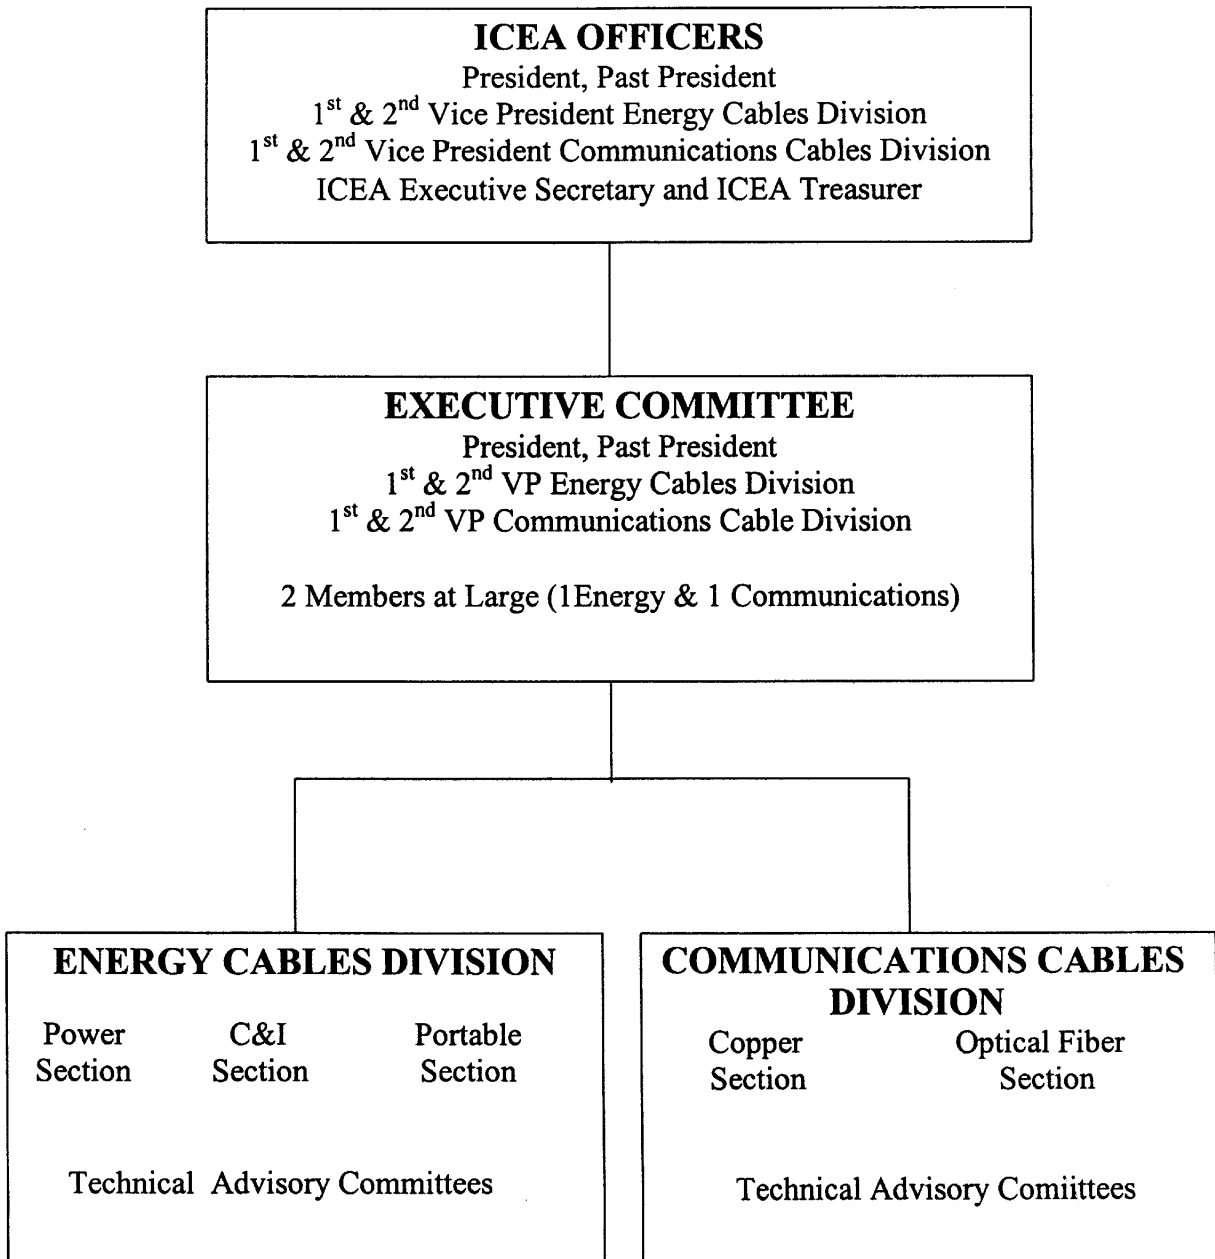 ICEA OFFICERS
President, Past President
1st & 2nd Vice President Energy Cables Division
1st & 2nd Vice President Communications Cables Division
ICEA Executive Secretary and ICEA Treasurer
EXECUTIVE COMMITTEE
President, Past President
1st & 2nd VP Energy Cables Division
1st & 2nd VP Communications Cable Division
2 Members at Large (1Energy & 1 Communications)
ENERGY CABLES DIVISION
Power
Section
C&I
Section
Portable
Section
Technical Advisory Committees
COMMUNICATIONS CABLES
DIVISION
Copper
Section
Optical Fiber
Section
Technical Advisory Comiittees